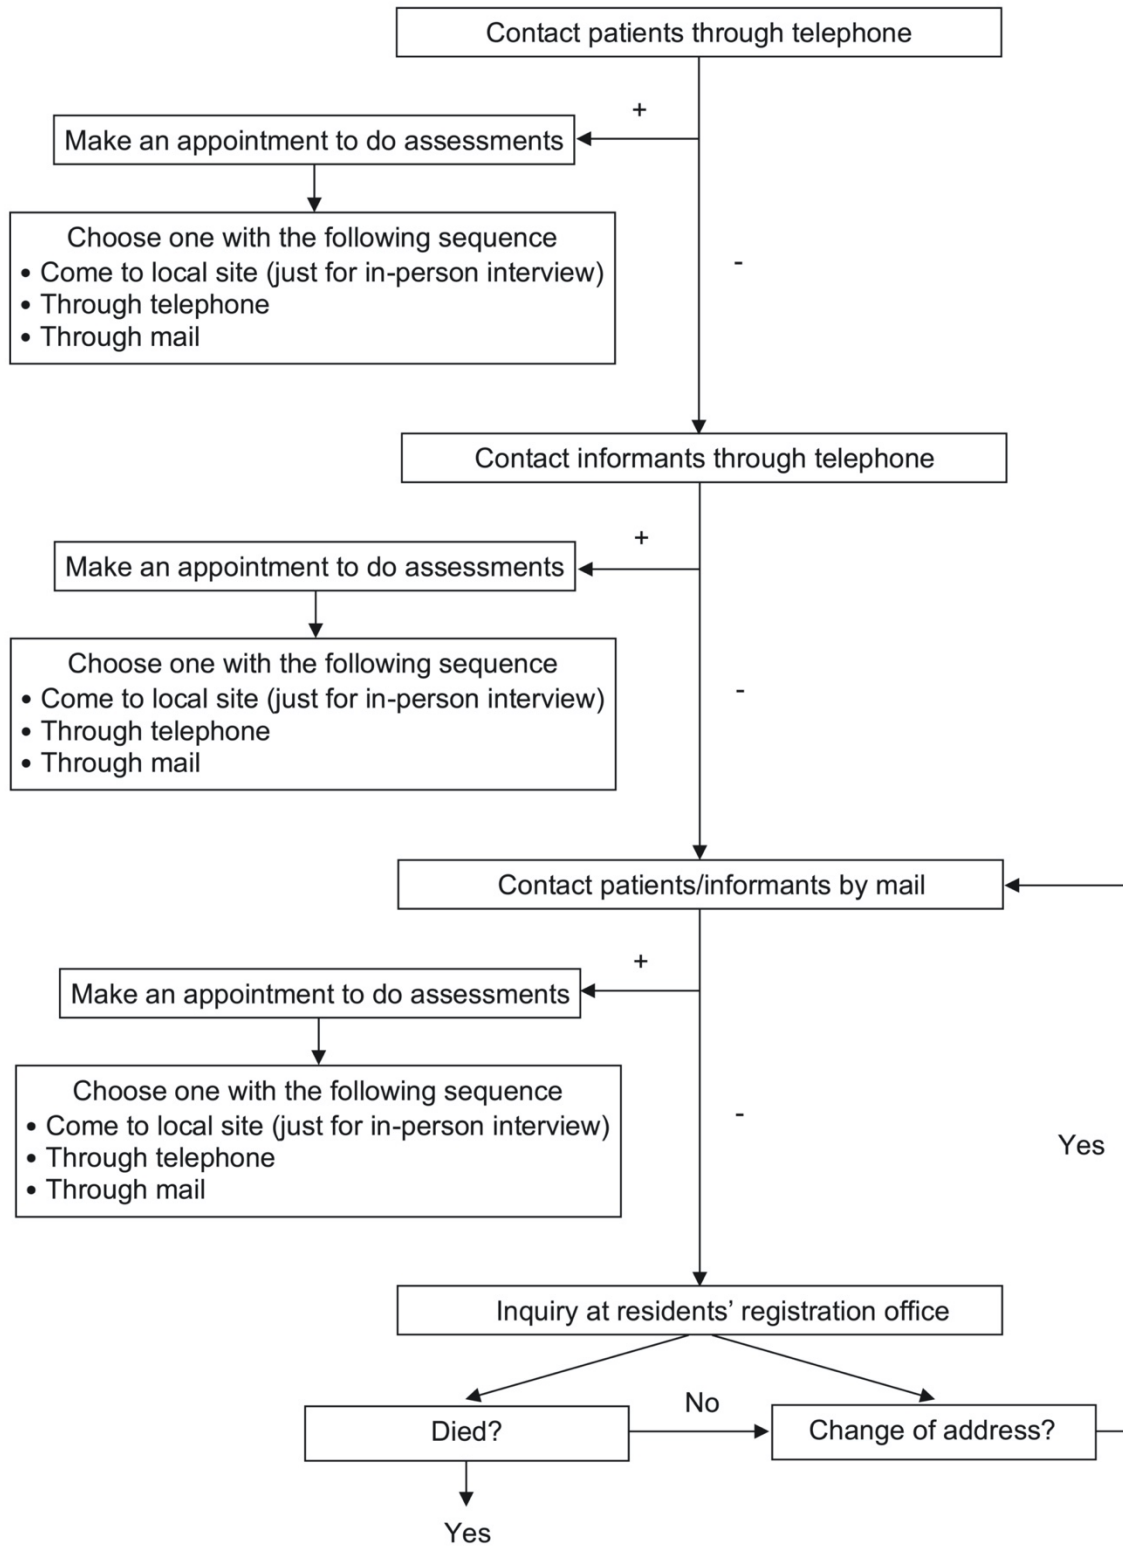 Contact patients through telephone
+
Make an appointment to do assessments
-
Choose one with the following sequence
• Come to local site (just for in-person interview)
• Through telephone
• Through mail
Contact informants through telephone
+
Make an appointment to do assessments
-
Choose one with the following sequence
• Come to local site (just for in-person interview)
• Through telephone
• Through mail
Contact patients/informants by mail
+
Make an appointment to do assessments
-
Choose one with the following sequence
• Come to local site (just for in-person interview)
• Through telephone
• Through mail
Yes
Inquiry at residents’ registration office
Died?
No
Change of address?
Yes